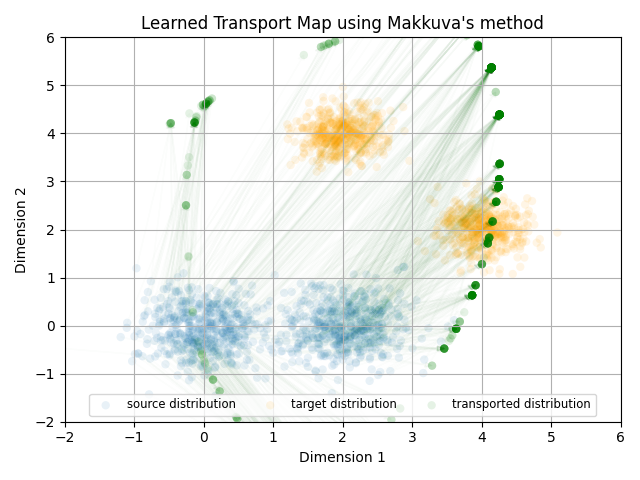 Learned Transport Map using Makkuva's method
6
5
4
3
2
1
0
−1
−2
Dimension 2
source distribution target distribution transported distribution
−2 −1 0 1 2 3 4 5 6
Dimension 1